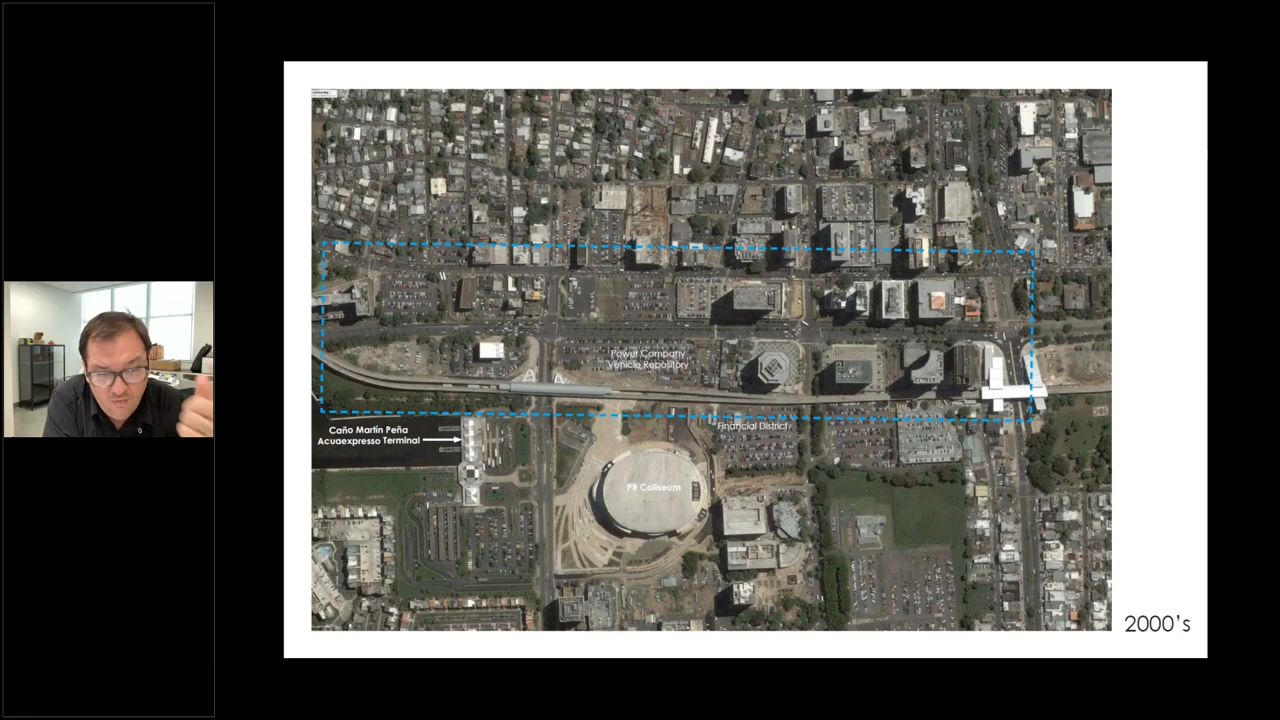 Power Company
Vehicle Repository
Caño Martín Peña
Acuaexpresso Terminal
Financial District
PR Coliseum
2000's